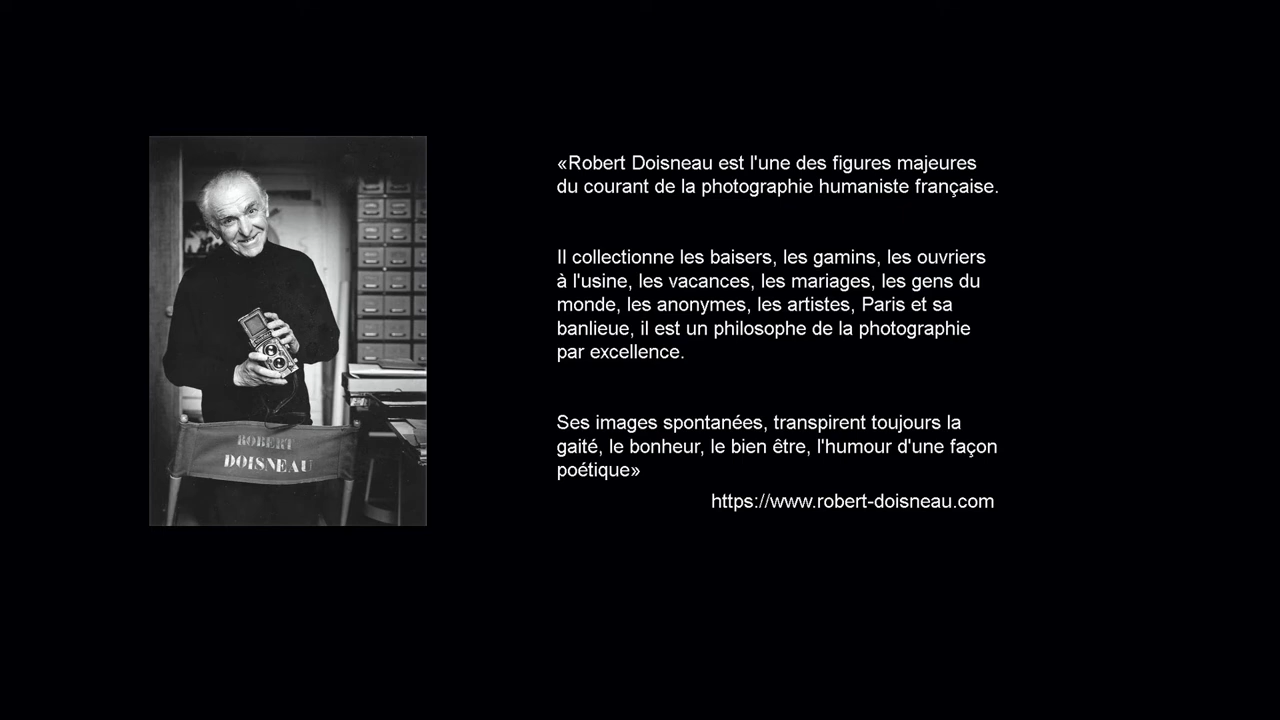 «Robert Doisneau est l'une des figures majeures
du courant de la photographie humaniste française.
Il collectionne les baisers, les gamins, les ouvriers
à l'usine, les vacances, les mariages, les gens du
monde, les anonymes, les artistes, Paris et sa
banlieue, il est un philosophe de la photographie
par excellence.
Ses images spontanées, transpirent toujours la
gaité, le bonheur, le bien être, l'humour d'une façon
poétique»
https://www.robert-doisneau.com
ROBERT
DOISNEAU